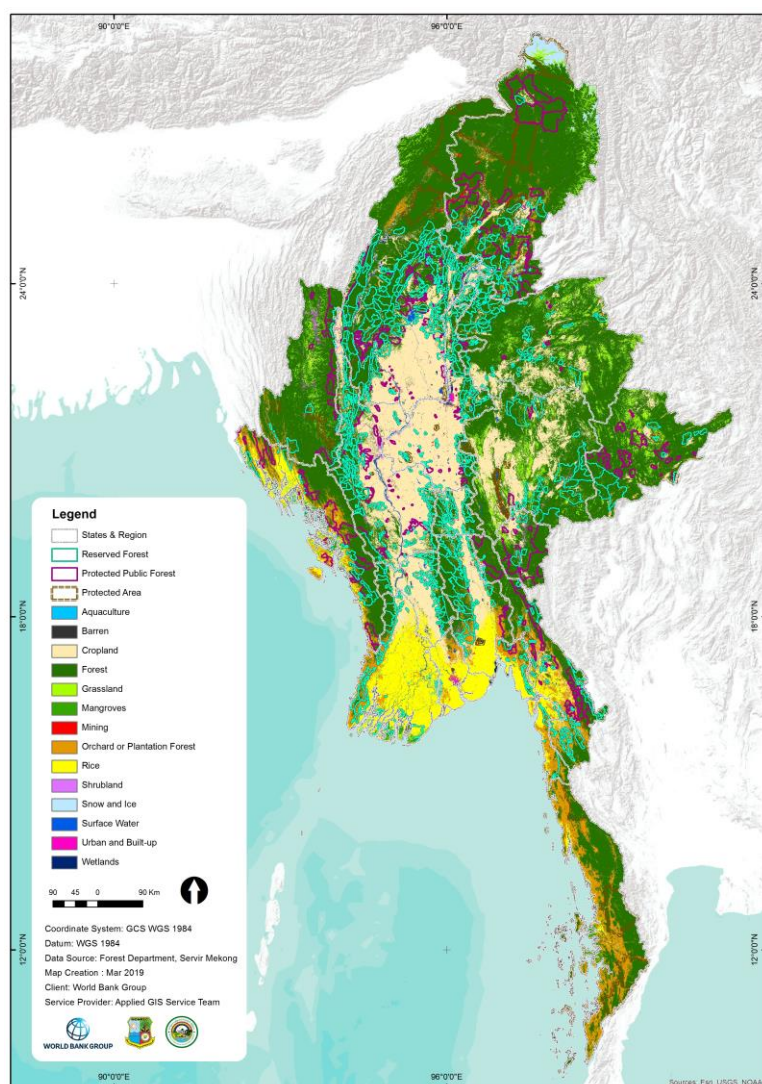 90°0'0"E
96°0'0"E
24°0'0"N
24°0'0"N
18°0'0"N
18°0'0"N
12°0'0"N
12°0'0"N
Legend
States & Region
Reserved Forest
Protected Public Forest
Protected Area
Aquaculture
Barren
Cropland
Forest
Grassland
Mangroves
Mining
Orchard or Plantation Forest
Rice
Shrubland
Snow and Ice
Surface Water
Urban and Built-up
Wetlands
90 45 0 90 Km
Coordinate System: GCS WGS 1984
Datum: WGS 1984
Data Source: Forest Department, Servir Mekong
Map Creation : Mar 2019
Client: World Bank Group
Service Provider: Applied GIS Service Team
WORLD BANK GROUP
90°0'0"E
96°0'0"E
Sources: Esri, USGS, NOAA